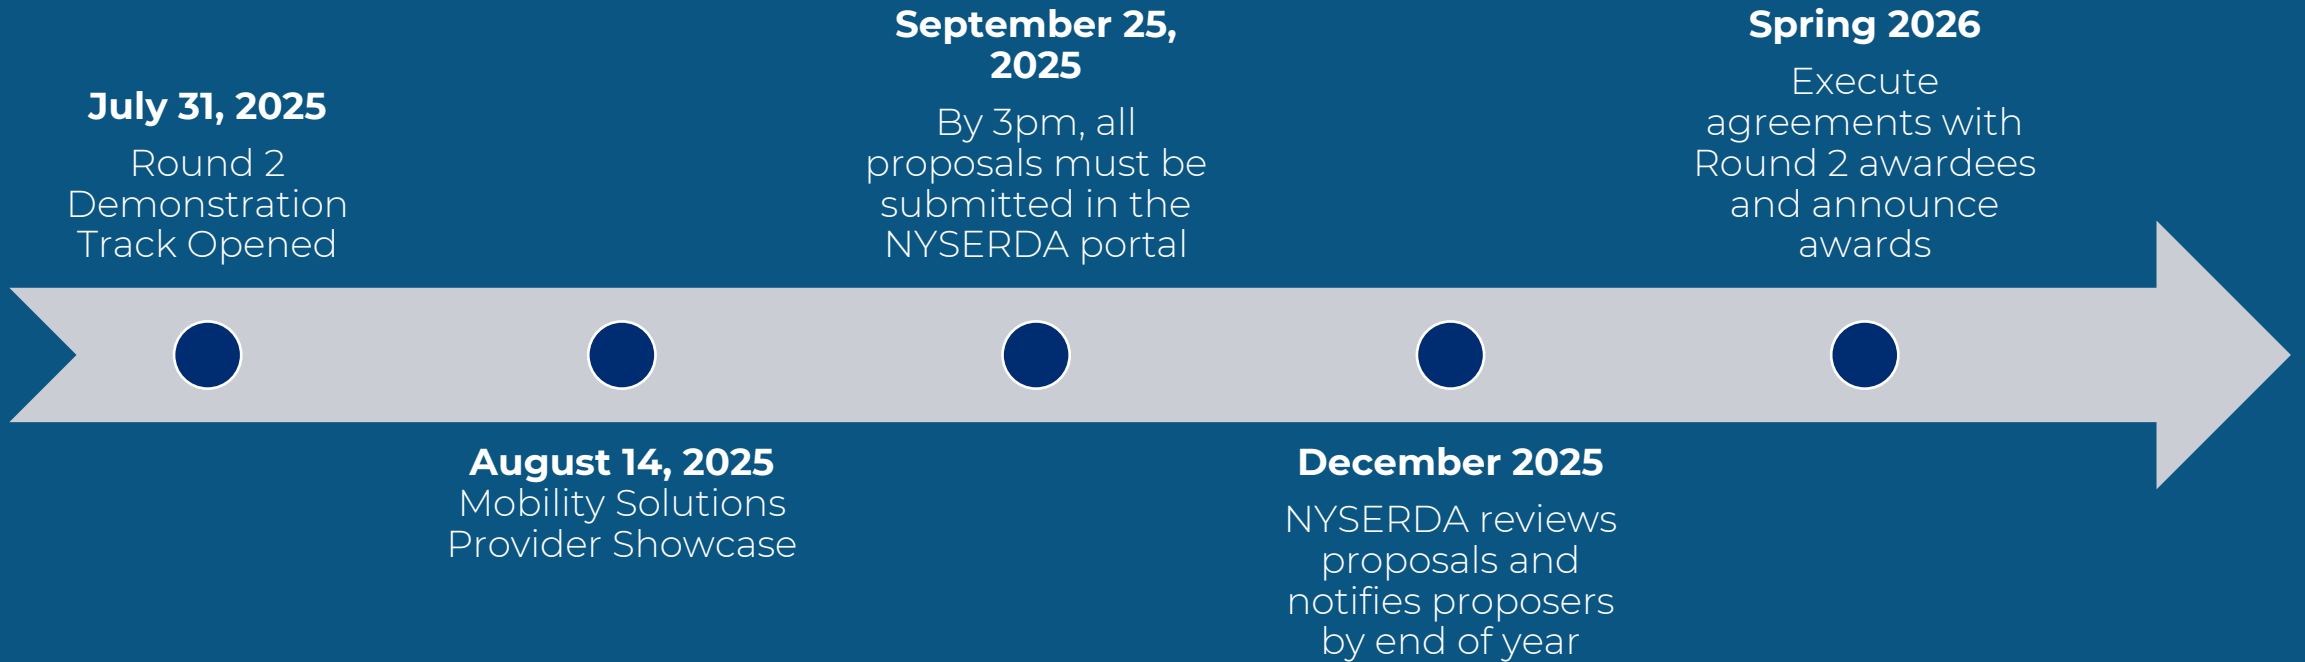 July 31, 2025
Round 2
Demonstration
Track Opened
August 14, 2025
Mobility Solutions
Provider Showcase
September 25,
2025
By 3pm, all
proposals must be
submitted in the
NYSERDA portal
December 2025
NYSERDA reviews
proposals and
notifies proposers
by end of year
Spring 2026
Execute
agreements with
Round 2 awardees
and announce
awards